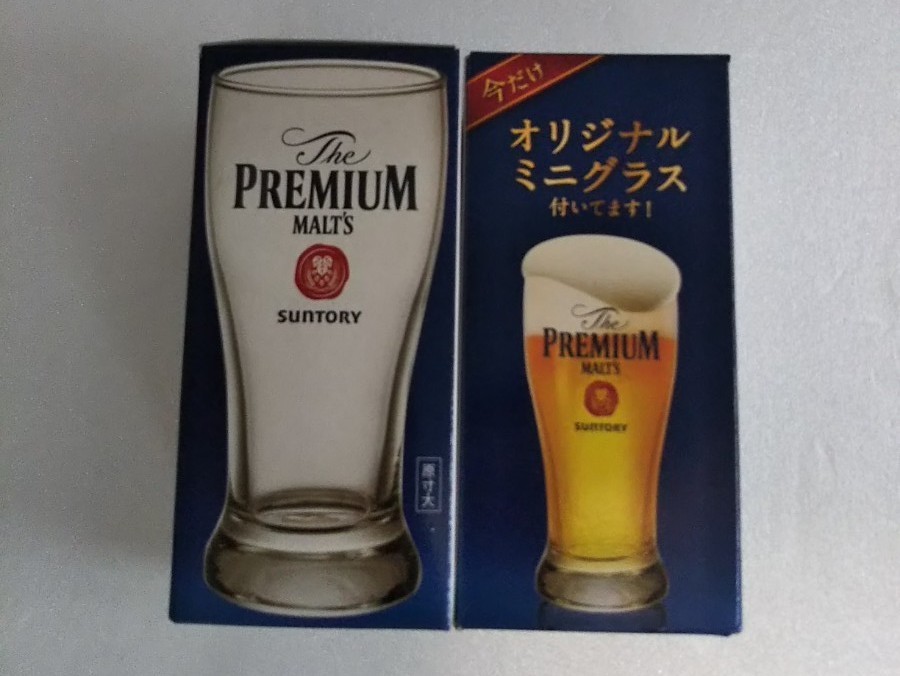 The
PREMIUM
MALT'S
SUNTORY
原寸大
今だけ
オリジナル
ミニグラス
付いてます!
The
PREMIUM
MALT'S
SUNTORY